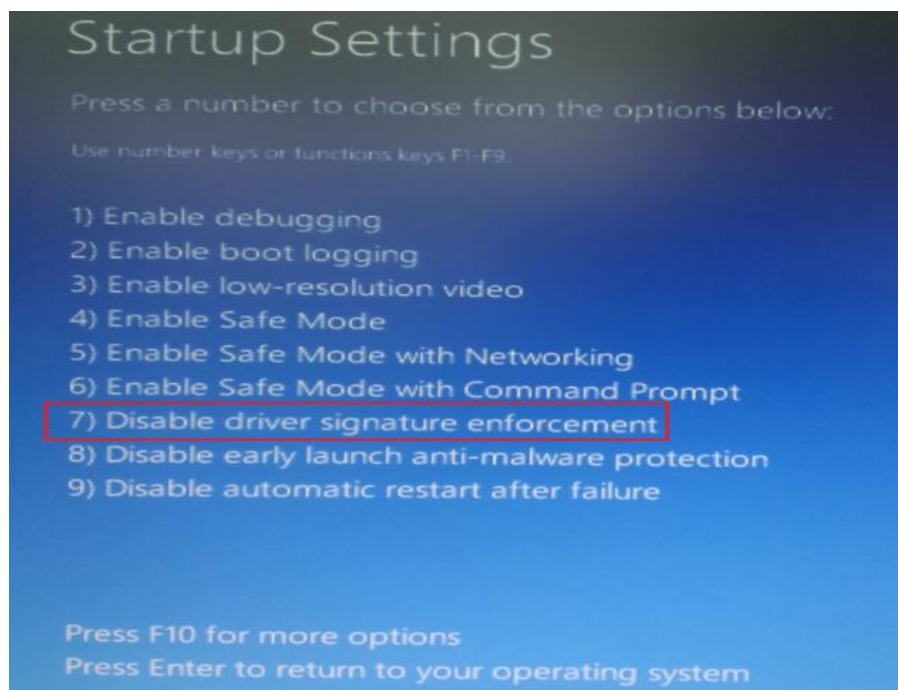 Startup Settings
Press a number to choose from the options below:
Use number keys or functions keys F1-F9.
1) Enable debugging
2) Enable boot logging
3) Enable low-resolution video
4) Enable Safe Mode
5) Enable Safe Mode with Networking
6) Enable Safe Mode with Command Prompt
7) Disable driver signature enforcement
8) Disable early launch anti-malware protection
9) Disable automatic restart after failure
Press F10 for more options
Press Enter to return to your operating system